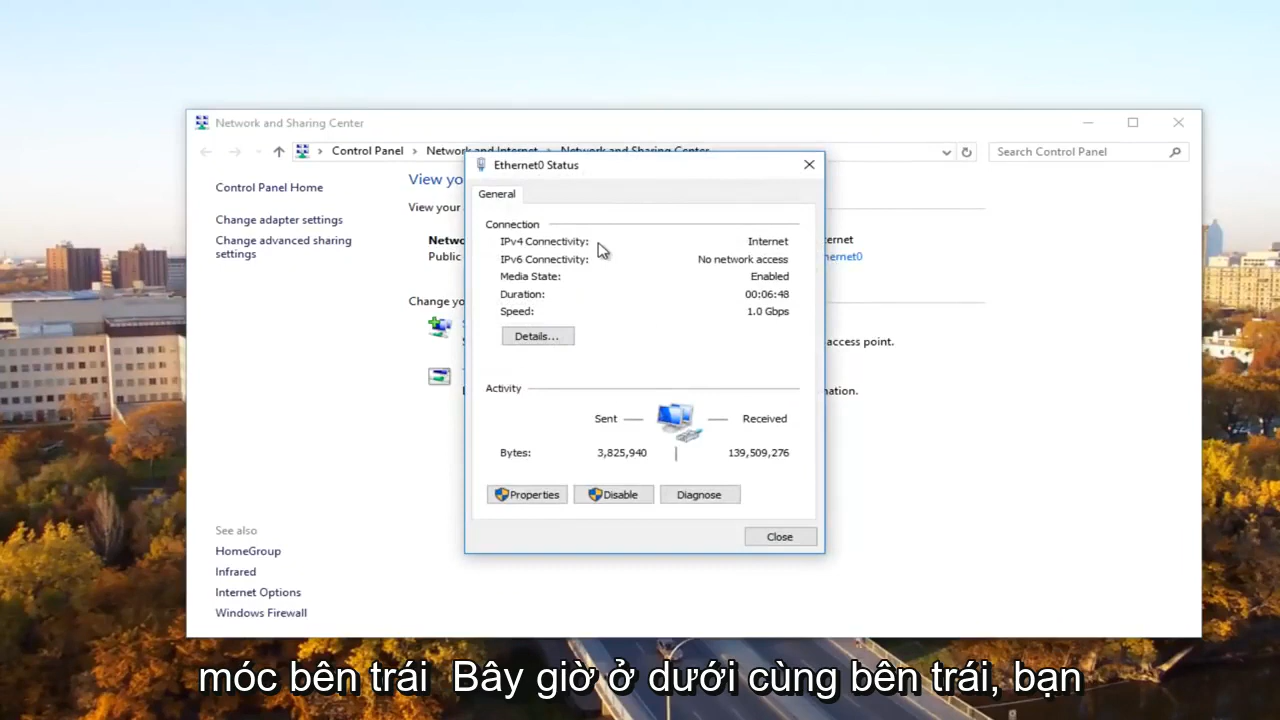 Network and Sharing Center
Control Panel
Network and Internet
Network and Sharing Center
Search Control Panel
Control Panel Home
Change adapter settings
Change advanced sharing
settings
See also
HomeGroup
Infrared
Internet Options
Windows Firewall
View yo
View your
Netwo
Public
ernet
ernet0
Change yo
access point.
mation.
Ethernet0 Status
General
Connection
IPv4 Connectivity: Internet
IPv6 Connectivity: No network access
Media State: Enabled
Duration: 00:06:48
Speed: 1.0 Gbps
Details...
Activity
Sent Received
Bytes: 3,825,940 139,509,276
Properties Disable Diagnose
Close
móc bên trái Bây giờ ở dưới cùng bên trái, bạn